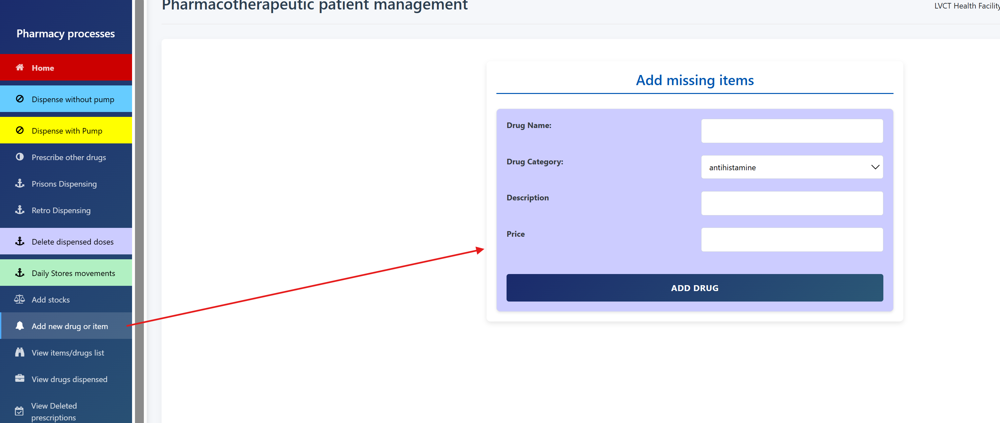 Pharmacotherapeutic patient management
LVCT Health Facility
Pharmacy processes
Home
Dispense without pump
Dispense with Pump
Prescribe other drugs
Prisons Dispensing
Retro Dispensing
Delete dispensed doses
Daily Stores movements
Add stocks
Add new drug or item
View items/drugs list
View drugs dispensed
View Deleted
prescriptions
Add missing items
Drug Name:
Drug Category:
antihistamine
Description
Price
ADD DRUG